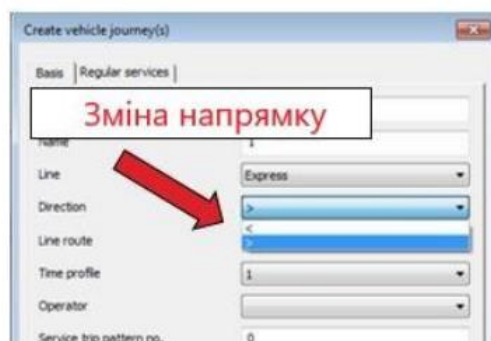 Create vehicle journey(s)
Basis Regular services
Зміна напрямку
Name 1
Line Express
Direction >
<
Line route >
Time profile 1
Operator
Service trip pattern no. 0